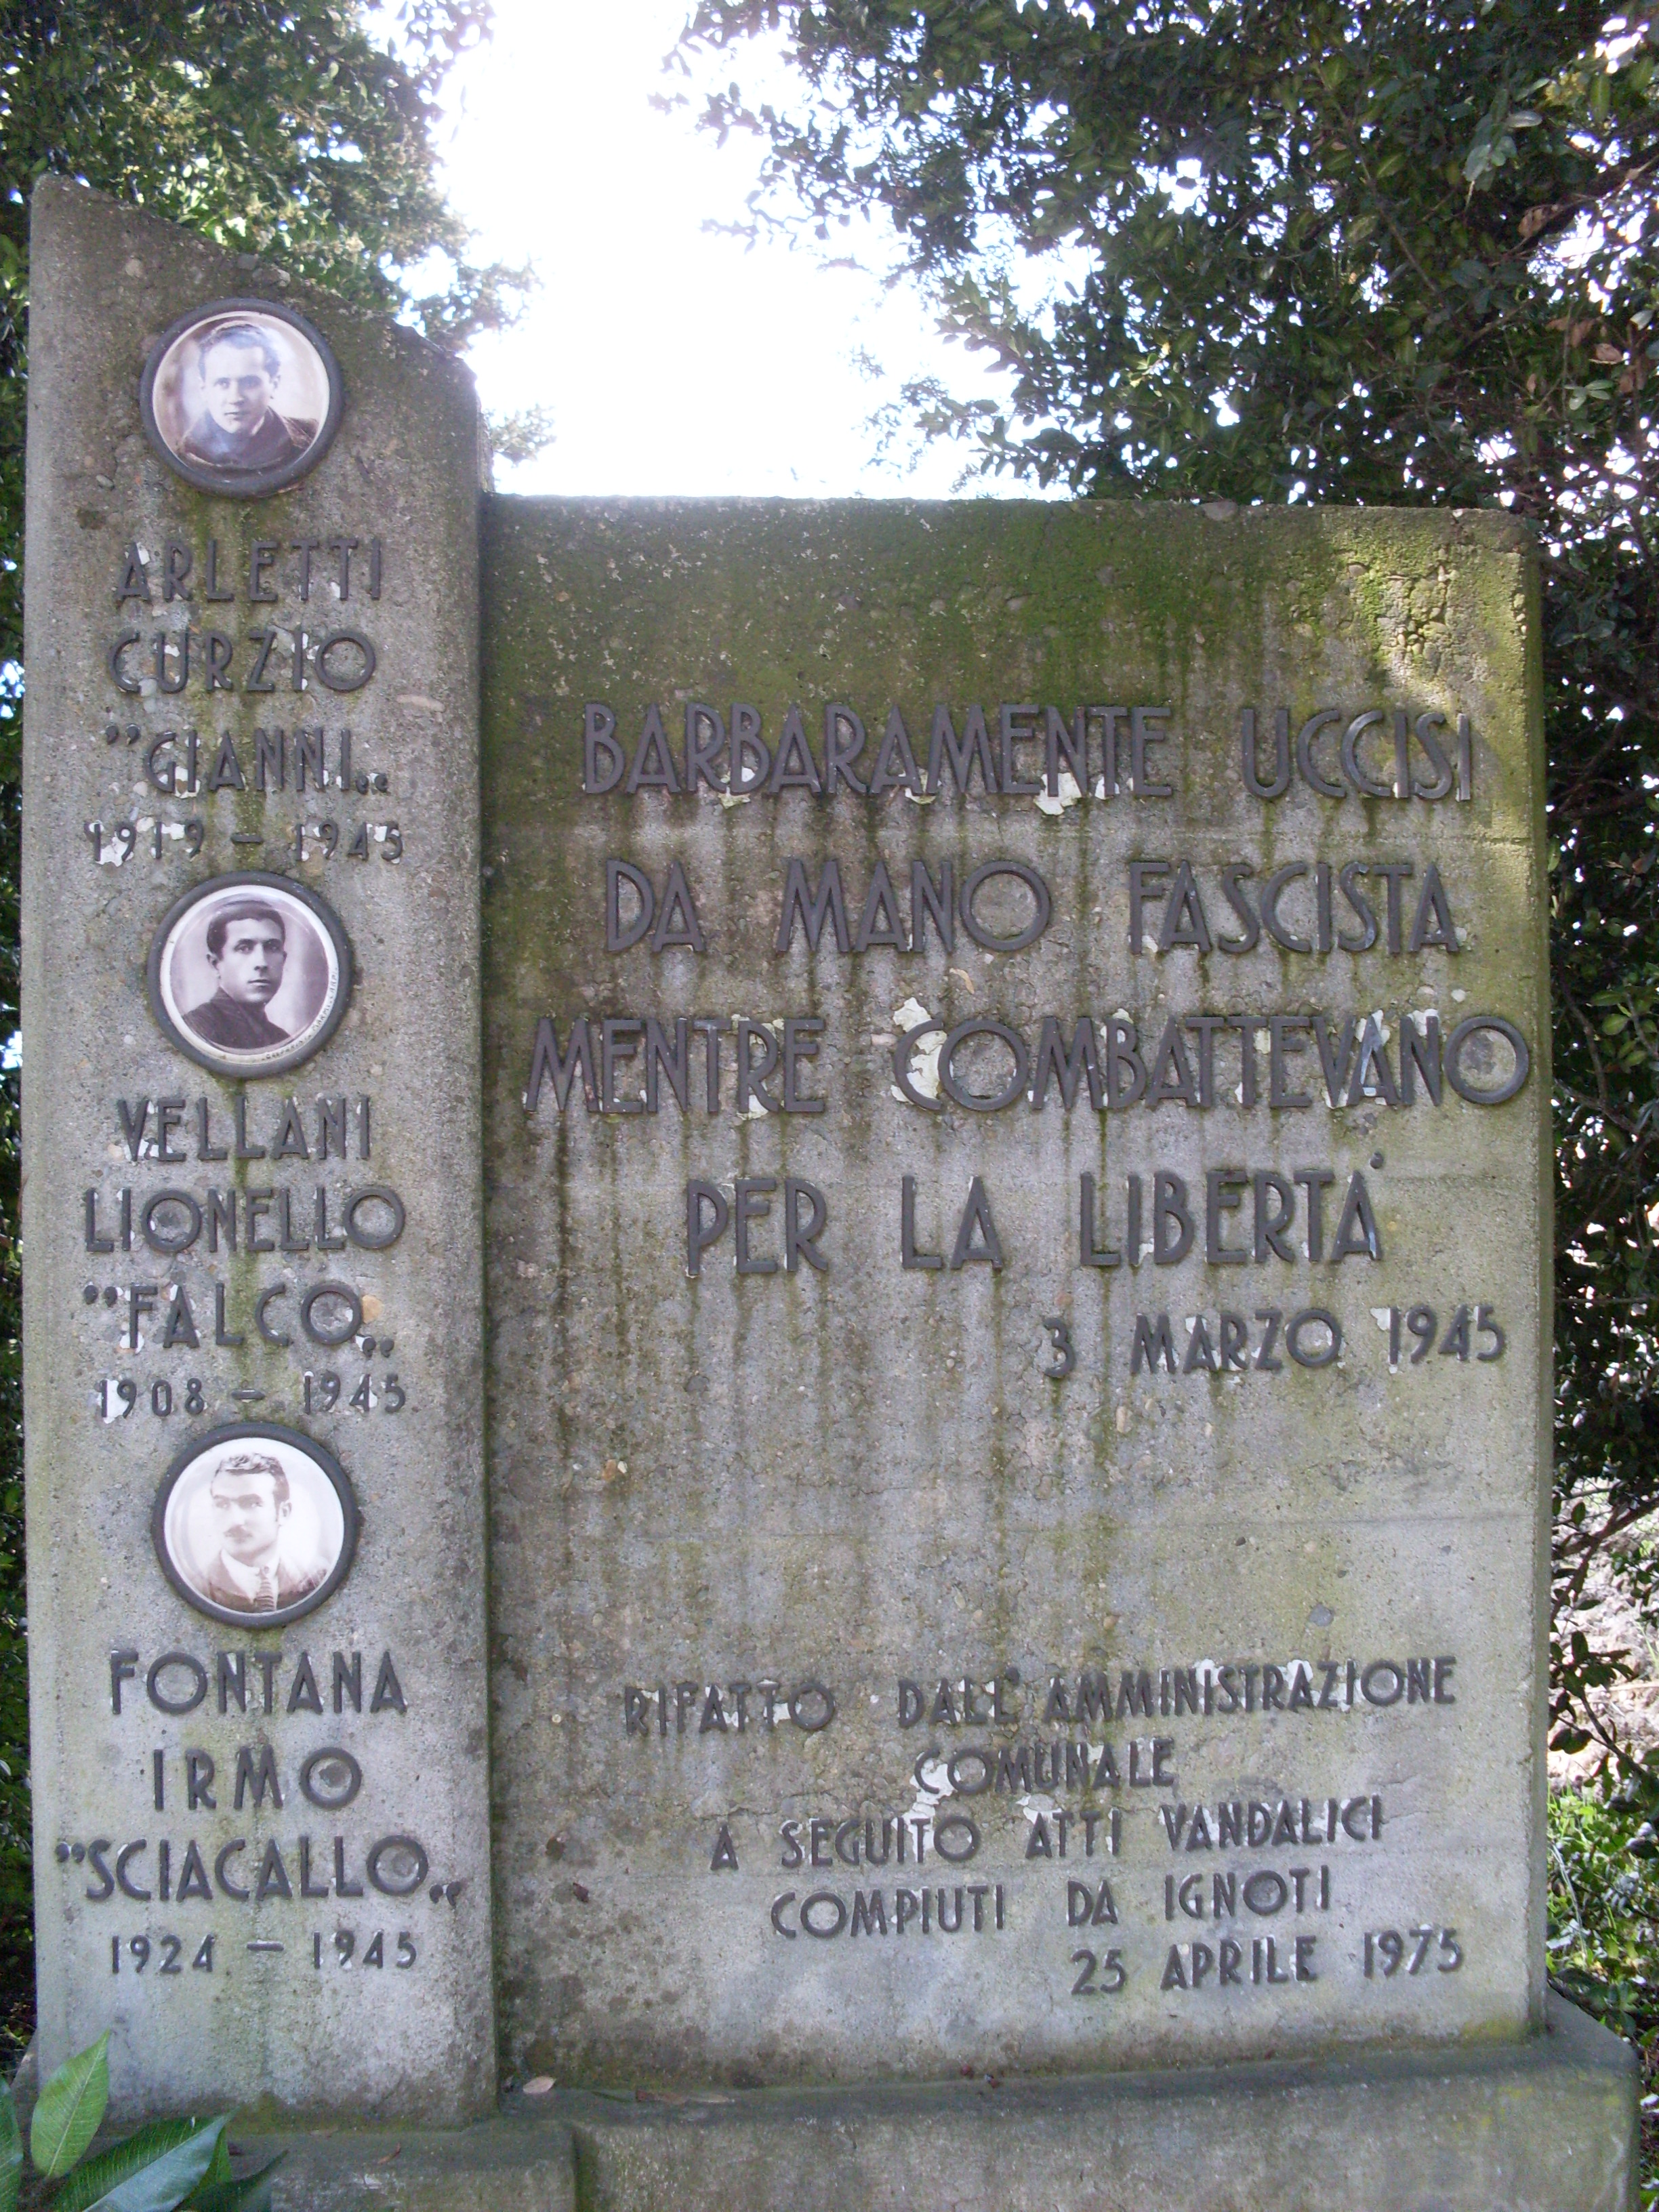 ARLETTI
CURZIO
"GIANNI„
1919 - 1945
VELLANI
LIONELLO
"FALCO„
1908 - 1945
FONTANA
IRMO
"SCIACALLO„
1924 - 1945
BARBARAMENTE UCCISI
DA MANO FASCISTA
MENTRE COMBATTEVANO
PER LA LIBERTA'
3 MARZO 1945
RIFATTO DALL'AMMINISTRAZIONE
COMUNALE
A SEGUITO ATTI VANDALICI
COMPIUTI DA IGNOTI
25 APRILE 1975